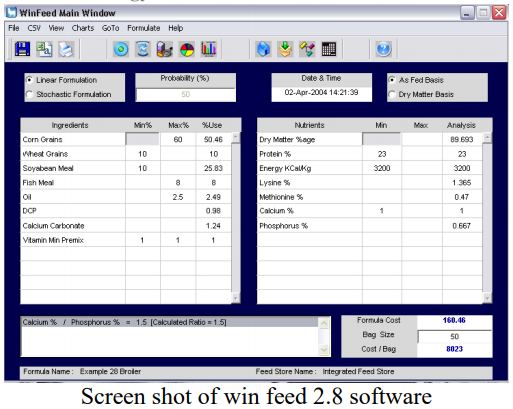 WinFeed Main Window
File CSV View Charts GoTo Formulate Help
Linear Formulation
Stochastic Formulation
Probability (%)
50
Date & Time
02-Apr-2004 14:21:39
As Fed Basis
Dry Matter Basis
Ingredients Min% Max% %Use
Corn Grains 60 50.46
Wheat Grains 10 10
Soyabean Meal 10 25.83
Fish Meal 8 8
Oil 2.5 2.49
DCP 0.98
Calcium Carbonate 1.24
Vitamin Min Premix 1 1 1
Nutrients Min Max Analysis
Dry Matter %age 89.693
Protein % 23 23
Energy KCal/Kg 3200 3200
Lysine % 1.365
Methionine % 0.47
Calcium % 1 1
Phosphorus % 0.667
Calcium % / Phosphorus % = 1.5 [Calculated Ratio = 1.5]
Formula Cost 160.46
Bag Size 50
Cost / Bag 8023
Formula Name : Example 28 Broiler Feed Store Name : Integrated Feed Store
Screen shot of win feed 2.8 software